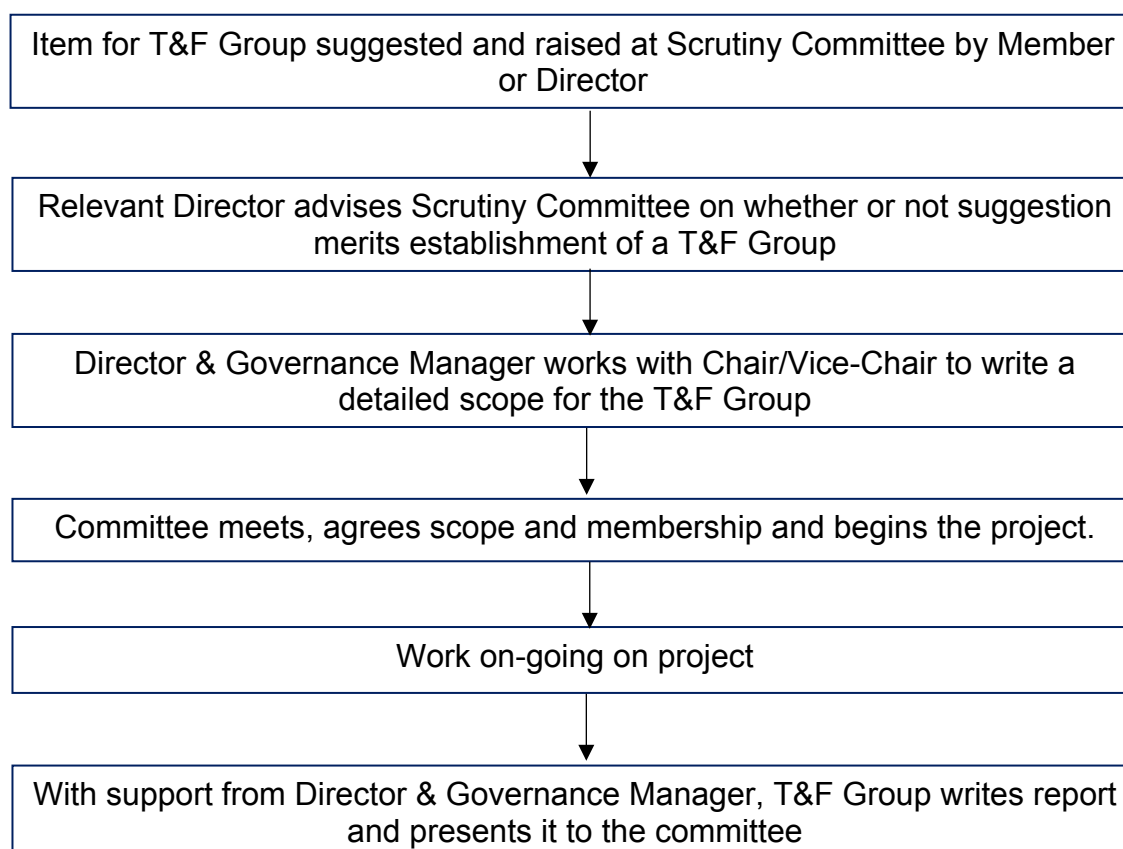 Item for T&F Group suggested and raised at Scrutiny Committee by Member
or Director
Relevant Director advises Scrutiny Committee on whether or not suggestion
merits establishment of a T&F Group
Director & Governance Manager works with Chair/Vice-Chair to write a
detailed scope for the T&F Group
Committee meets, agrees scope and membership and begins the project.
Work on-going on project
With support from Director & Governance Manager, T&F Group writes report
and presents it to the committee